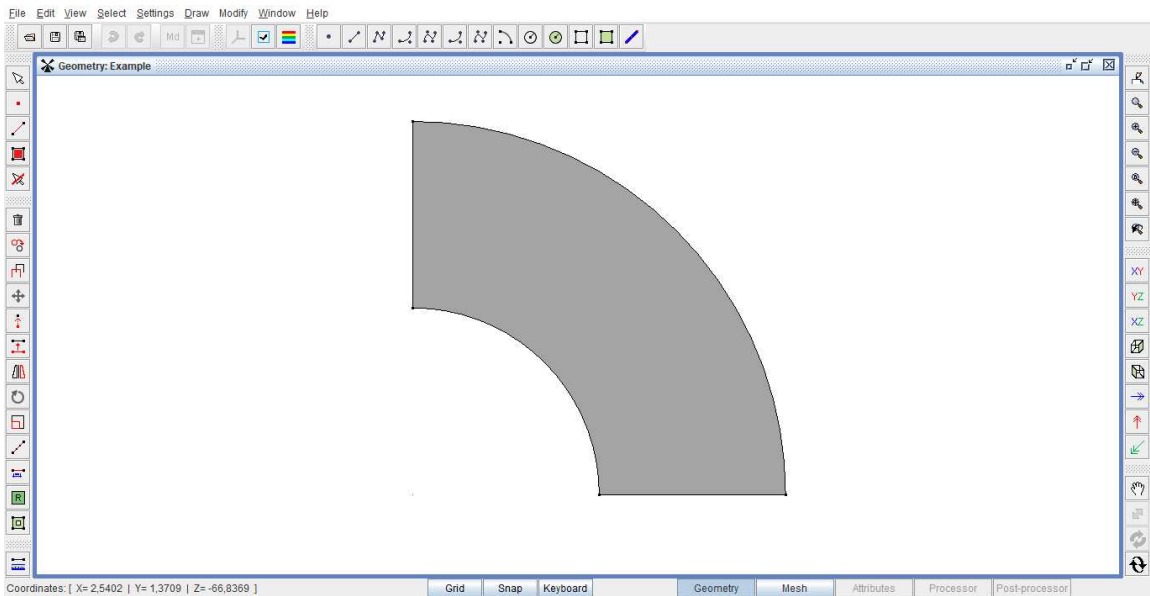 File Edit View Select Settings Draw Modify Window Help
Md
Geometry: Example
XY
YZ
XZ
R
Coordinates: [ X= 2,5402 | Y= 1,3709 | Z= -66,8369 ] Grid Snap Keyboard Geometry Mesh Attributes Processor Post-processor